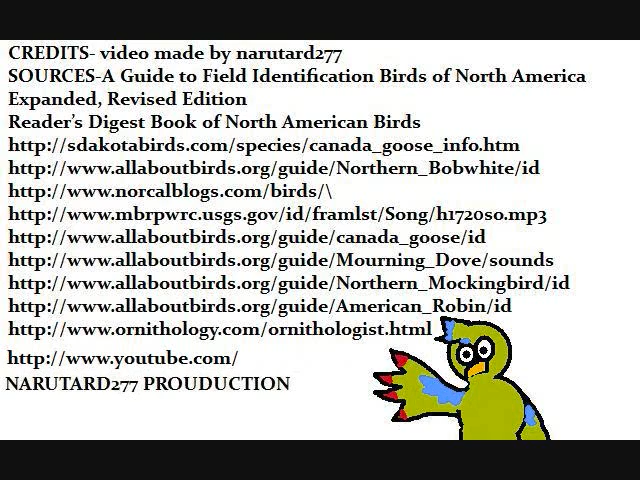 CREDITS- video made by narutard277
SOURCES-A Guide to Field Identification Birds of North America
Expanded, Revised Edition
Reader's Digest Book of North American Birds
http://sdakotabirds.com/species/canada_goose_info.htm
http://www.allaboutbirds.org/guide/Northern_Bobwhite/id
http://www.norcalblogs.com/birds/\
http://www.mbrpwrc.usgs.gov/id/framlst/Song/h1720so.mp3
http://www.allaboutbirds.org/guide/canada_goose/id
http://www.allaboutbirds.org/guide/Mourning_Dove/sounds
http://www.allaboutbirds.org/guide/Northern_Mockingbird/id
http://www.allaboutbirds.org/guide/American_Robin/id
http://www.ornithology.com/ornithologist.html
http://www.youtube.com/
NARUTARD277 PROUDUCTION